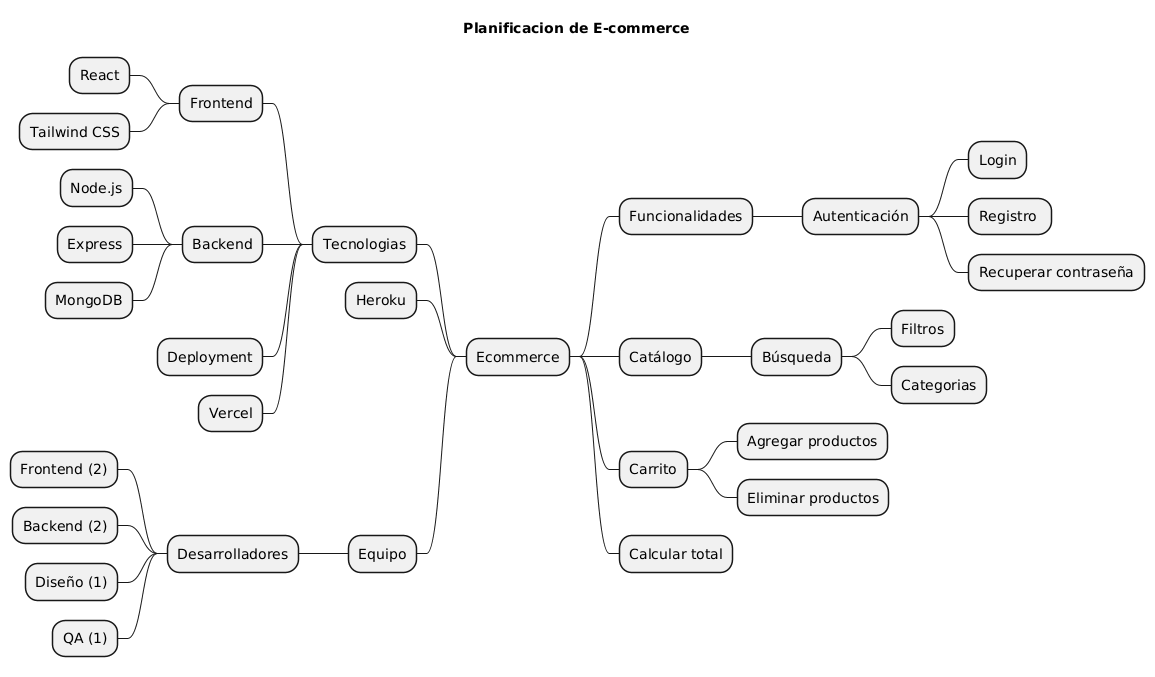 Planificacion de E-commerce
React
Frontend
Tailwind CSS
Node.js
Express
Backend
MongoDB
Tecnologias
Heroku
Deployment
Vercel
Frontend (2)
Backend (2)
Desarrolladores
Equipo
Diseño (1)
QA (1)
Ecommerce
Funcionalidades
Autenticación
Login
Registro
Recuperar contraseña
Catálogo
Búsqueda
Filtros
Categorias
Carrito
Agregar productos
Eliminar productos
Calcular total